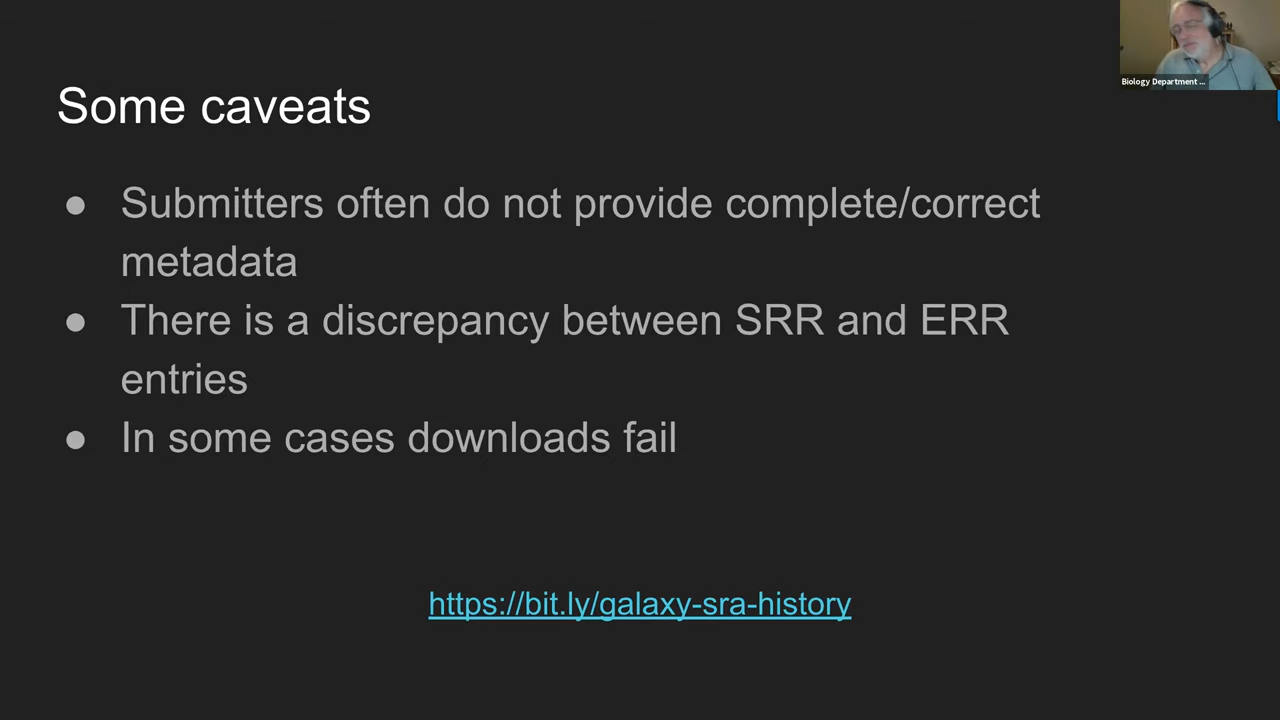 Biology Department ...
Some caveats
● Submitters often do not provide complete/correct
metadata
● There is a discrepancy between SRR and ERR
entries
● In some cases downloads fail
https://bit.ly/galaxy-sra-history